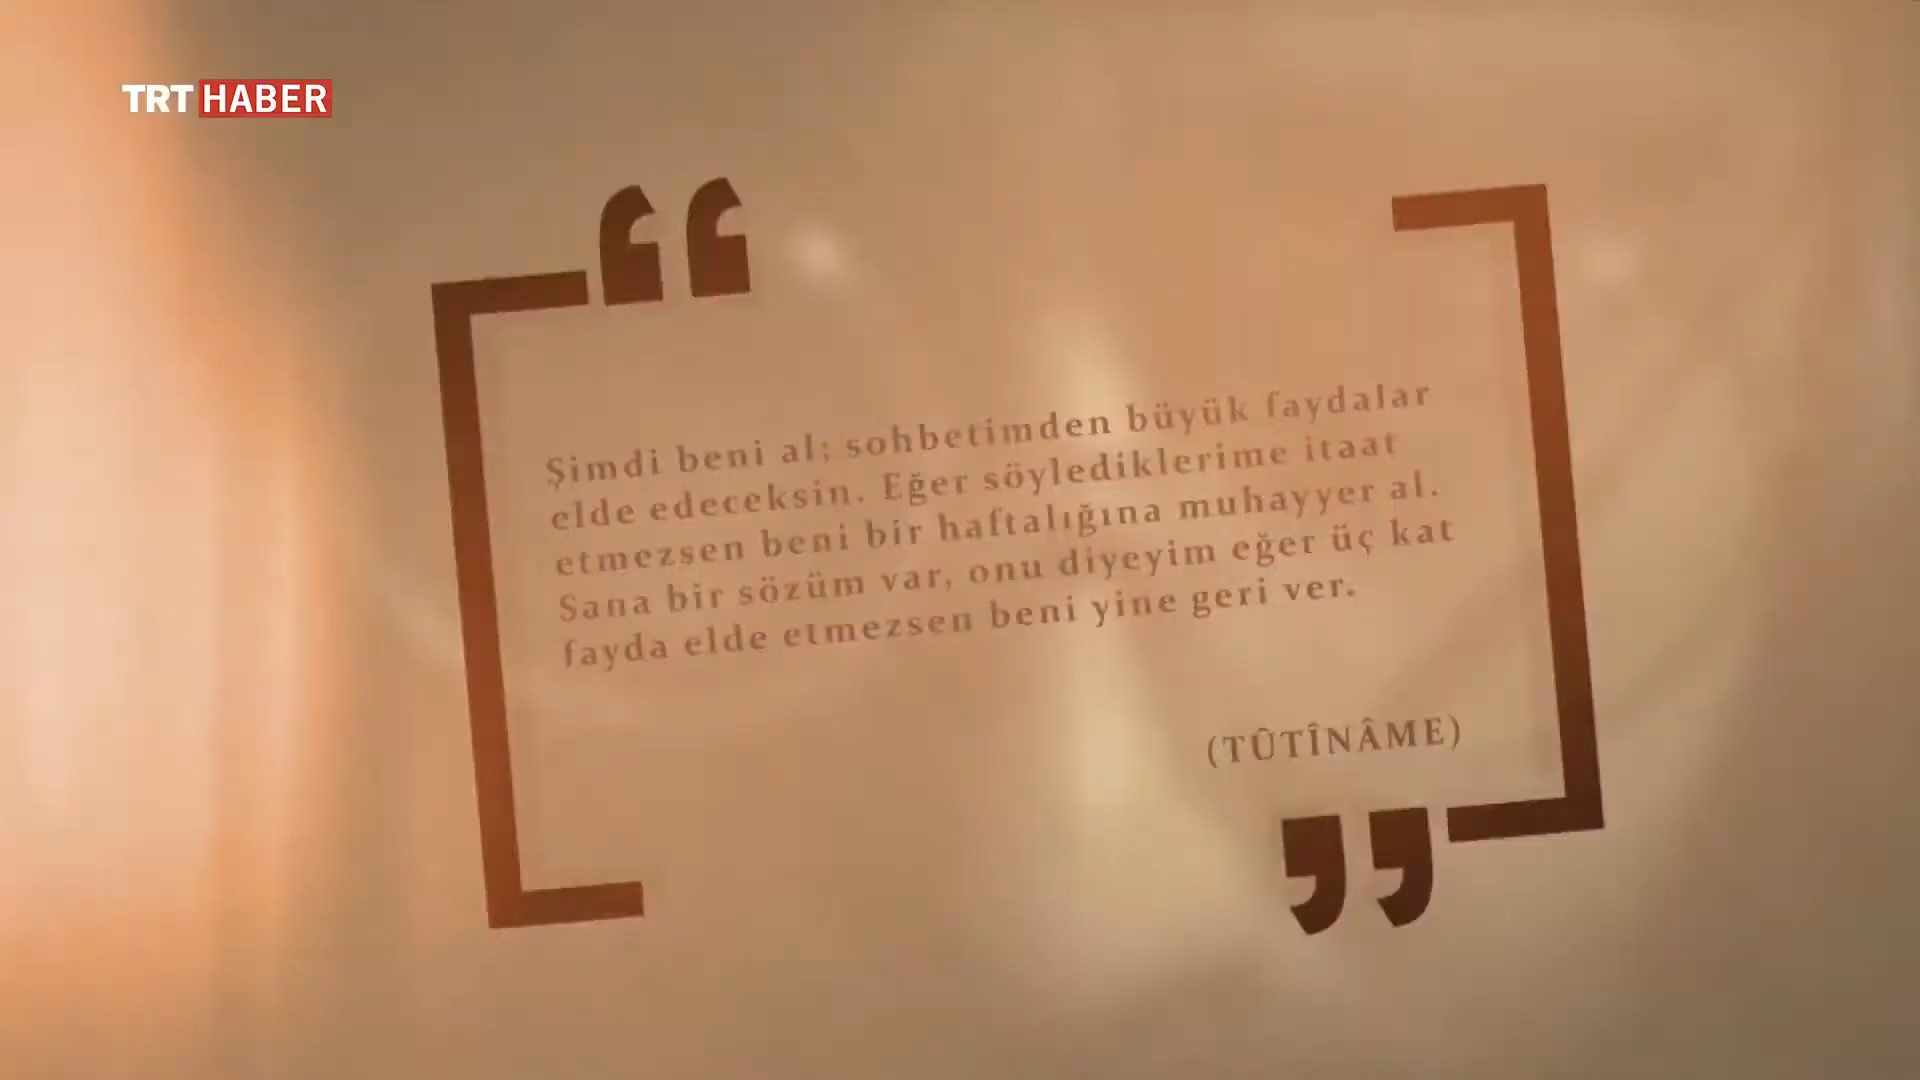 TRT HABER
“
Şimdi beni al; sohbetimden büyük faydalar
elde edeceksin. Eğer söylediklerime itaat
etmezsen beni bir haftalığına muhayyer al.
Sana bir sözüm var, onu diyeyim eğer üç kat
fayda elde etmezsen beni yine geri ver.
(TÛTÎNÂME)
”